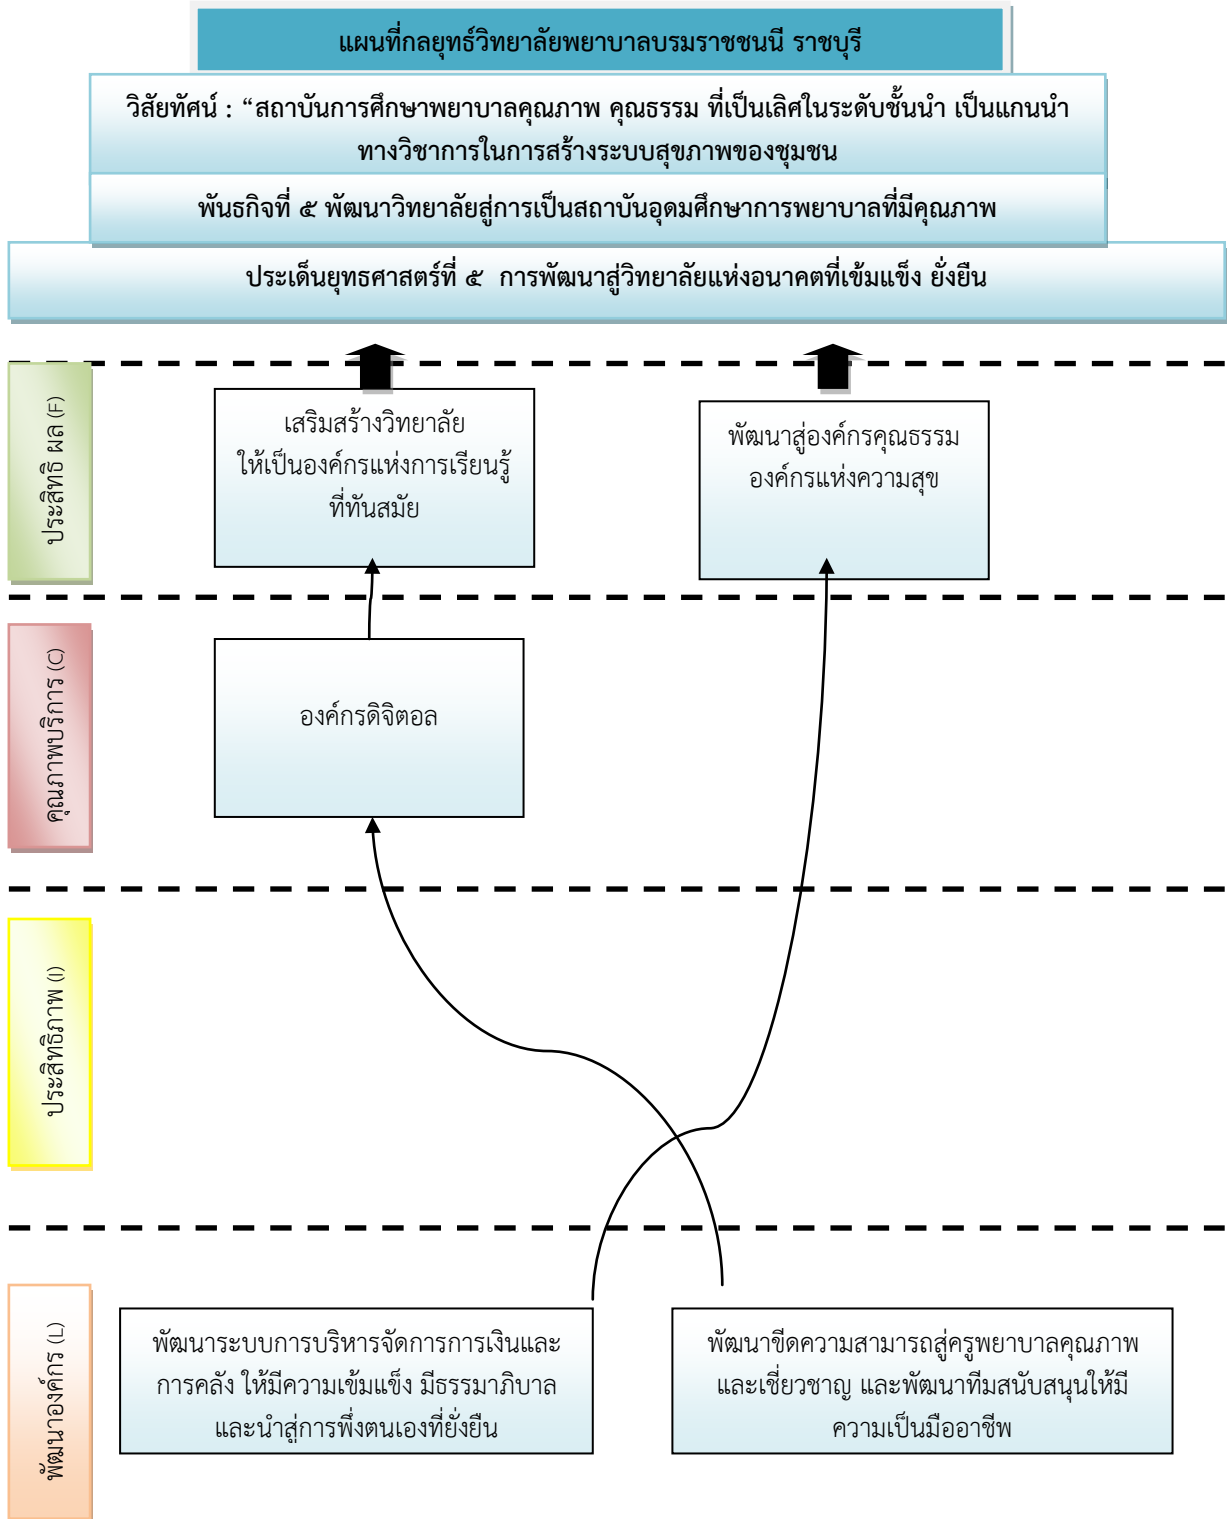 แผนที่กลยุทธ์วิทยาลัยพยาบาลบรมราชชนนี ราชบุรี
วิสัยทัศน์ : “สถาบันการศึกษาพยาบาลคุณภาพ คุณธรรม ที่เป็นเลิศในระดับชั้นนำ เป็นแกนนำ
ทางวิชาการในการสร้างระบบสุขภาพของชุมชน
พันธกิจที่ ๕ พัฒนาวิทยาลัยสู่การเป็นสถาบันอุดมศึกษาการพยาบาลที่มีคุณภาพ
ประเด็นยุทธศาสตร์ที่ ๕ การพัฒนาสู่วิทยาลัยแห่งอนาคตที่เข้มแข็ง ยั่งยืน
ประสิทธิ ผล (F)
เสริมสร้างวิทยาลัย
ให้เป็นองค์กรแห่งการเรียนรู้
ที่ทันสมัย
พัฒนาสู่องค์กรคุณธรรม
องค์กรแห่งความสุข
คุณภาพบริการ (C)
องค์กรดิจิตอล
ประสิทธิภาพ (I)
พัฒนาองค์กร (L)
พัฒนาระบบการบริหารจัดการการเงินและ
การคลัง ให้มีความเข้มแข็ง มีธรรมาภิบาล
และนำสู่การพึ่งตนเองที่ยั่งยืน
พัฒนาขีดความสามารถสู่ครูพยาบาลคุณภาพ
และเชี่ยวชาญ และพัฒนาทีมสนับสนุนให้มี
ความเป็นมืออาชีพ